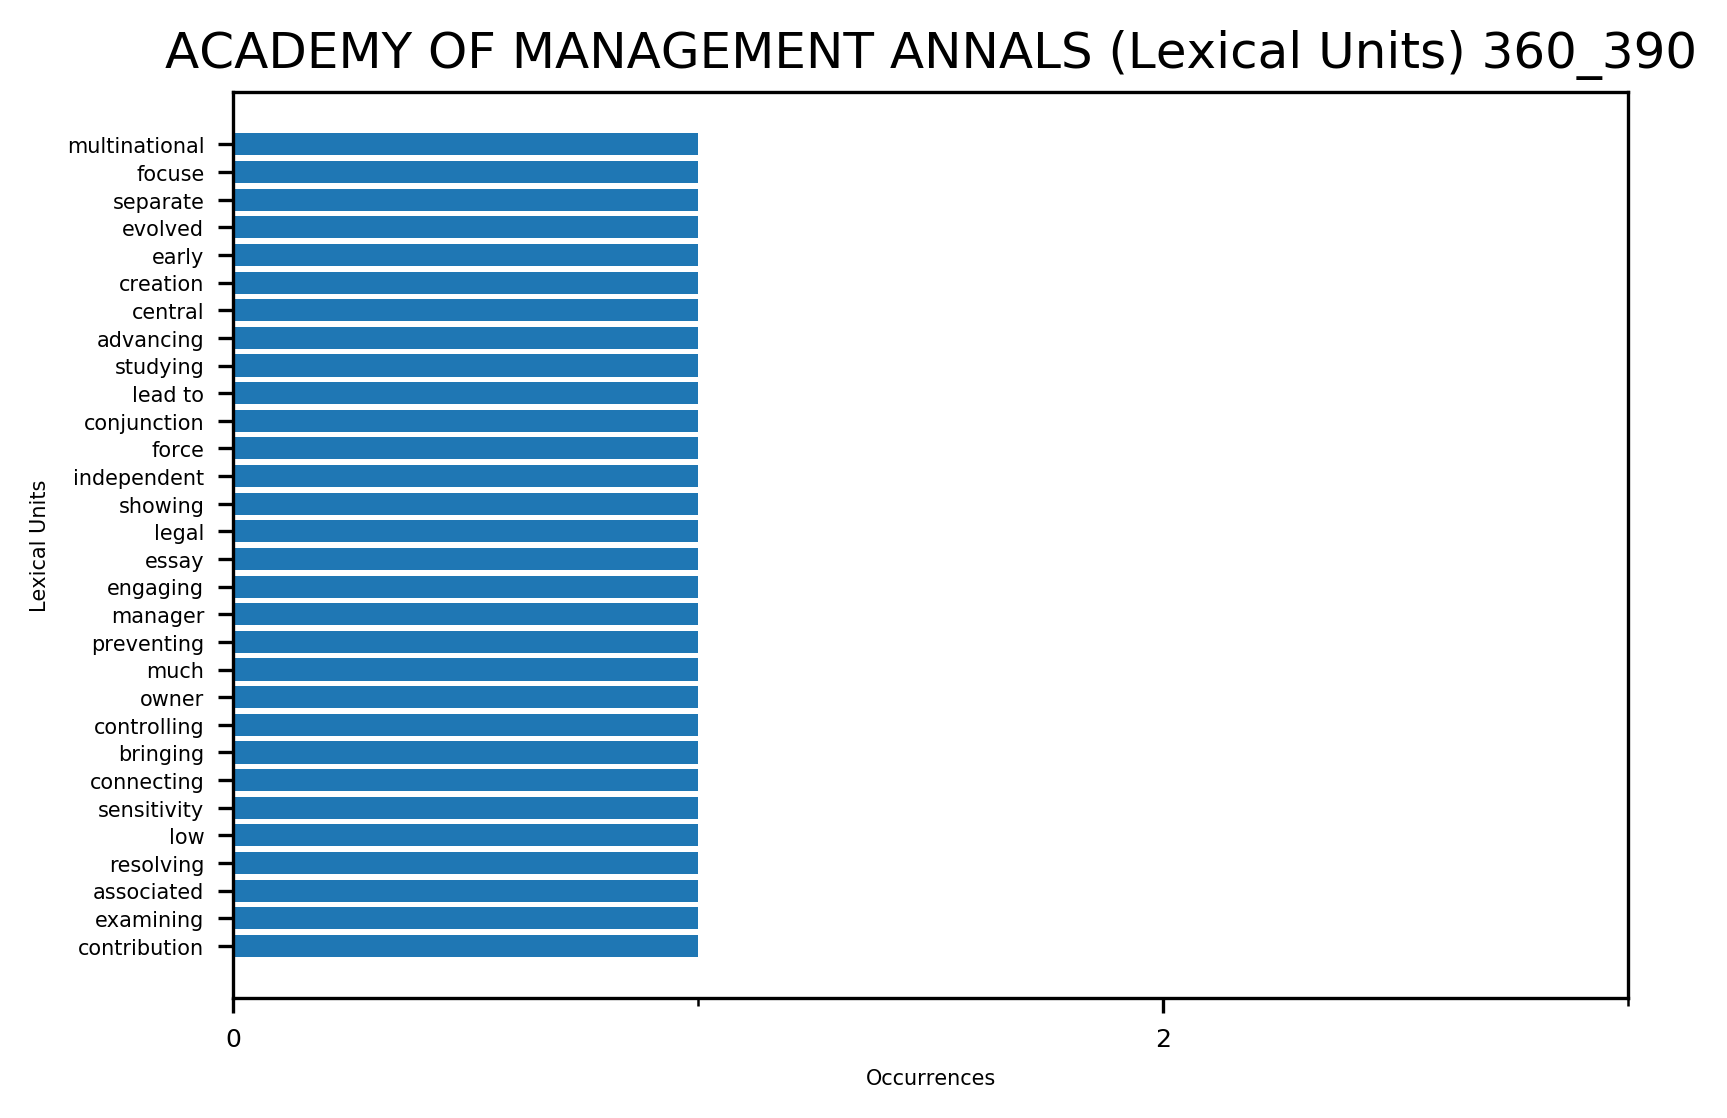 ACADEMY OF MANAGEMENT ANNALS (Lexical Units) 360_390
multinational
focuse
separate
evolved
early
creation
central
advancing
studying
lead to
conjunction
force
independent
showing
legal
essay
engaging
manager
preventing
much
owner
controlling
bringing
connecting
sensitivity
low
resolving
associated
examining
contribution
Lexical Units
0
2
Occurrences